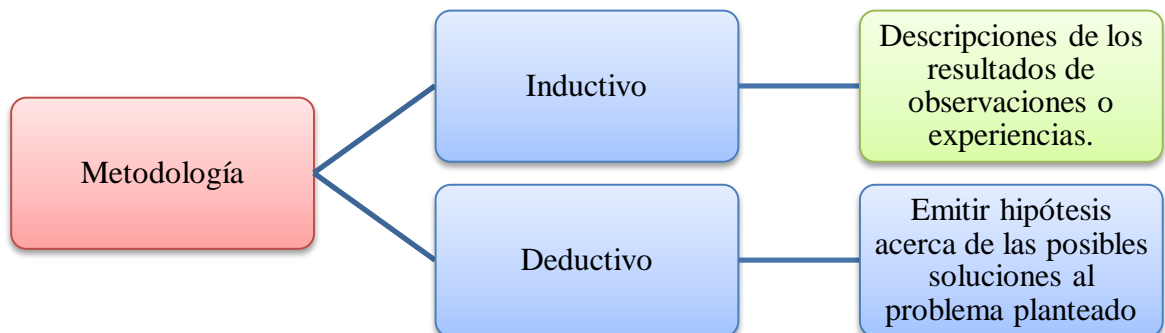 Metodología
Inductivo
Descripciones de los
resultados de
observaciones o
experiencias.
Deductivo
Emitir hipótesis
acerca de las posibles
soluciones al
problema planteado